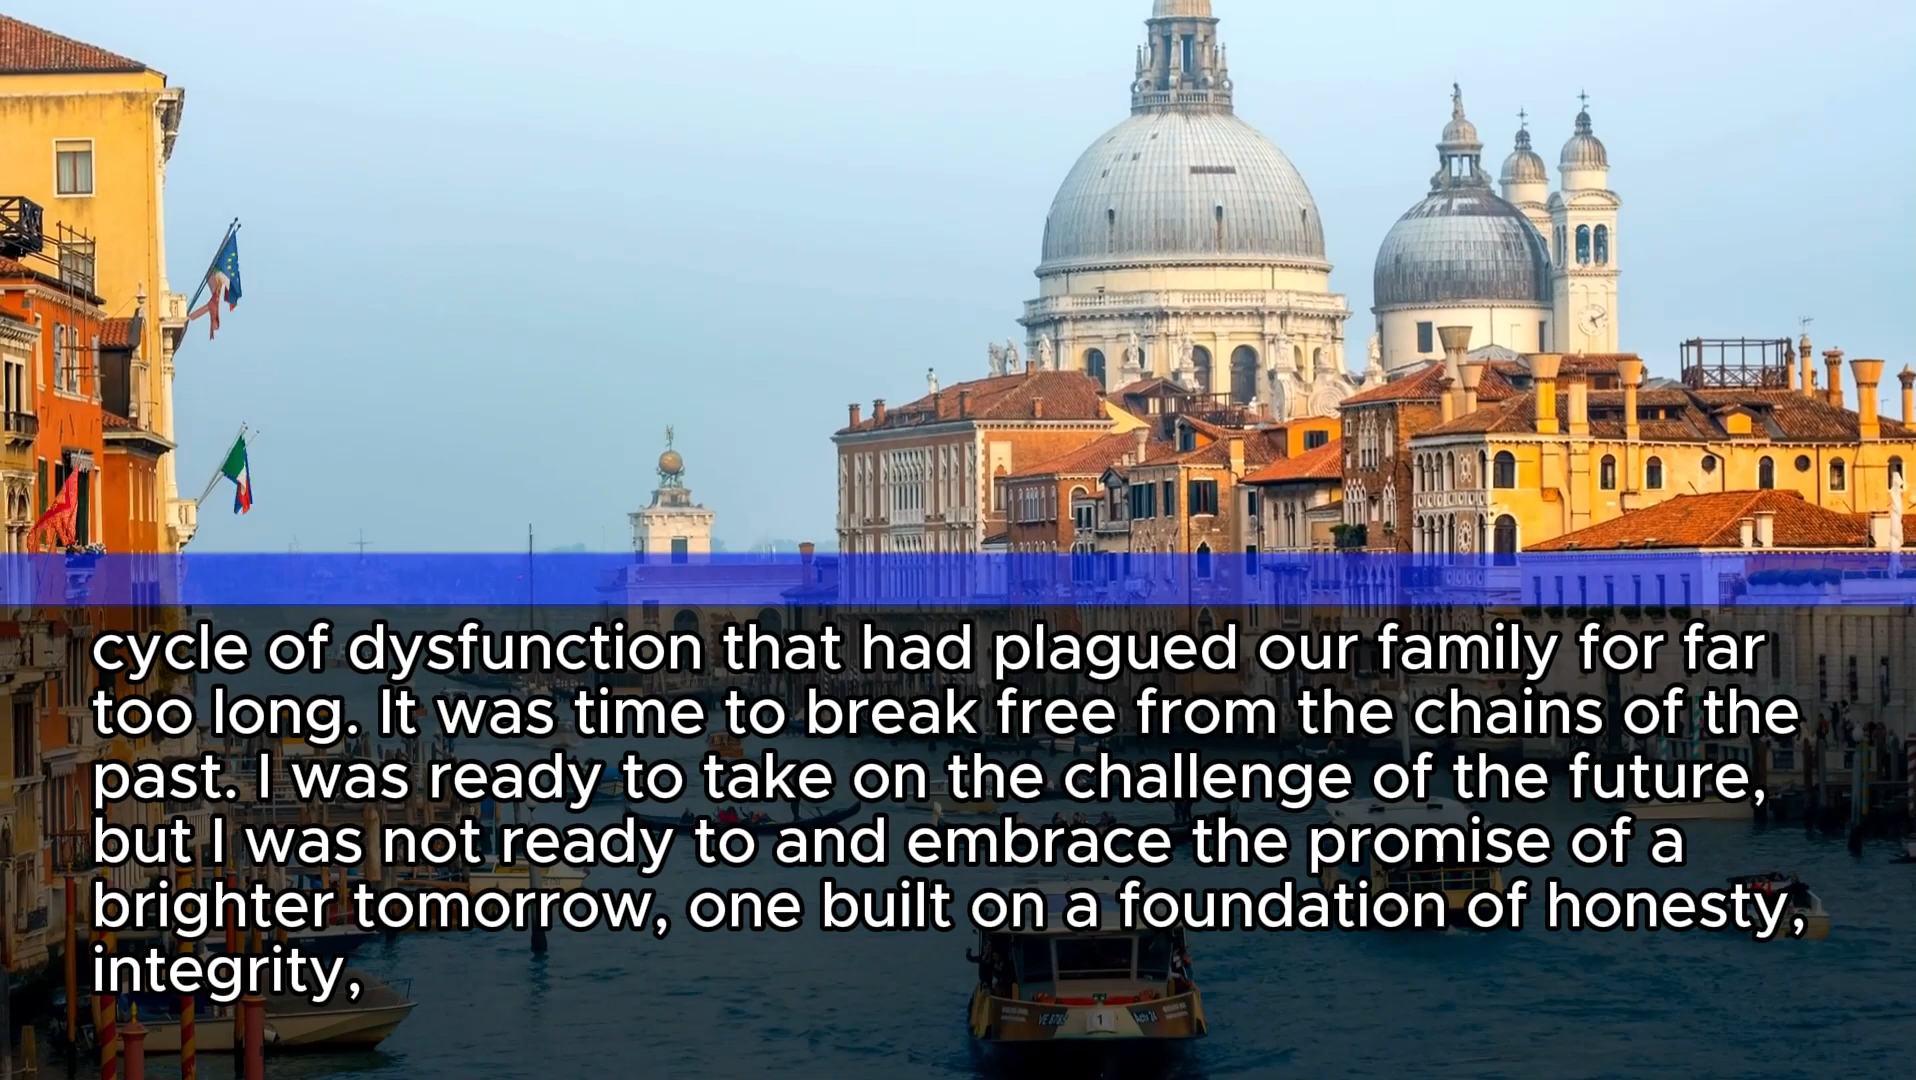 cycle of dysfunction that had plagued our family for far
too long. It was time to break free from the chains of the
past. I was ready to take on the challenge of the future,
but I was not ready to and embrace the promise of a
brighter tomorrow, one built on a foundation of honesty,
integrity,
1